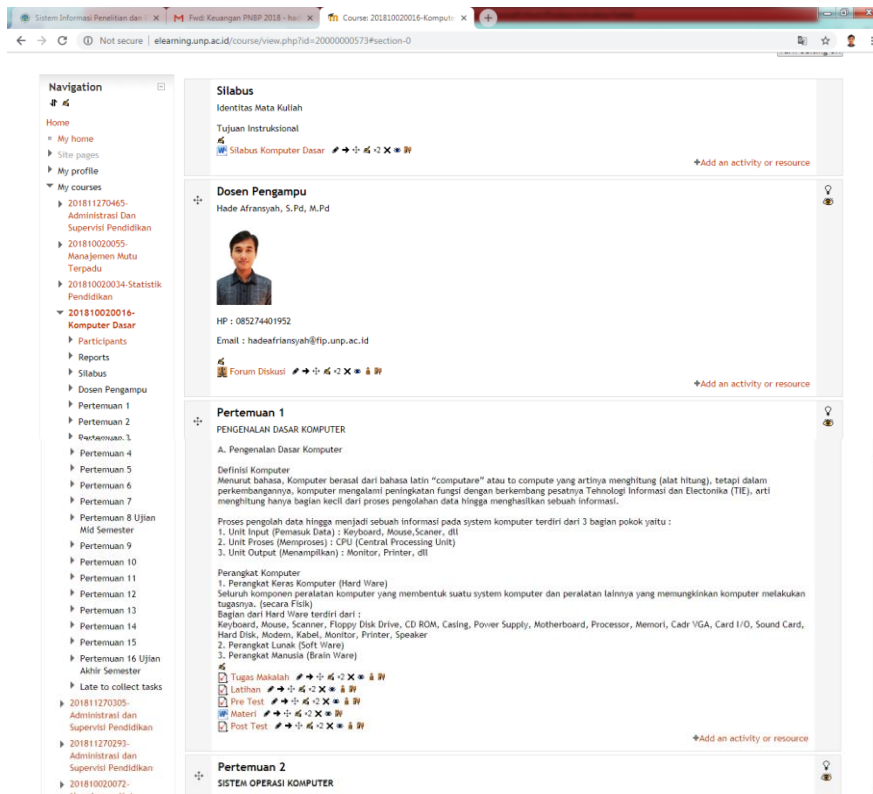 Sistem Informasi Penelitian dan
Fwd: Keuangan PNBP 2018 - had
Course: 201810020016-Kompute
Not secure | elearning.unp.ac.id/course/view.php?id=20000000573#section-0
Navigation
Home
My home
Site pages
My profile
My courses
201811270465-
Administrasi Dan
Supervisi Pendidikan
201810020055-
Manajemen Mutu
Terpadu
201810020034-Statistik
Pendidikan
201810020016-
Komputer Dasar
Participants
Reports
Silabus
Dosen Pengampu
Pertemuan 1
Pertemuan 2
Pertemuan 3
Pertemuan 4
Pertemuan 5
Pertemuan 6
Pertemuan 7
Pertemuan 8 Ujian
Mid Semester
Pertemuan 9
Pertemuan 10
Pertemuan 11
Pertemuan 12
Pertemuan 13
Pertemuan 14
Pertemuan 15
Pertemuan 16 Ujian
Akhir Semester
Late to collect tasks
201811270305-
Administrasi dan
Supervisi Pendidikan
201811270293-
Administrasi dan
Supervisi Pendidikan
201810020072-
Silabus
Identitas Mata Kuliah
Tujuan Instruksional
Silabus Komputer Dasar
+Add an activity or resource
Dosen Pengampu
Hade Afransyah, S.Pd, M.Pd
HP : 085274401952
Email : hadeafriansyah@fip.unp.ac.id
Forum Diskusi
+Add an activity or resource
Pertemuan 1
PENGENALAN DASAR KOMPUTER
A. Pengenalan Dasar Komputer
Definisi Komputer
Menurut bahasa, Komputer berasal dari bahasa latin “computare” atau to compute yang artinya menghitung (alat hitung), tetapi dalam
perkembangannya, komputer mengalami peningkatan fungsi dengan berkembang pesatnya Tehnologi Informasi dan Electonika (TIE), arti
menghitung hanya bagian kecil dari proses pengolahan data hingga menghasilkan sebuah informasi.
Proses pengolah data hingga menjadi sebuah informasi pada system komputer terdiri dari 3 bagian pokok yaitu :
1. Unit Input (Pemasuk Data) : Keyboard, Mouse,Scaner, dll
2. Unit Proses (Memproses) : CPU (Central Processing Unit)
3. Unit Output (Menampilkan) : Monitor, Printer, dll
Perangkat Komputer
1. Perangkat Keras Komputer (Hard Ware)
Seluruh komponen peralatan komputer yang membentuk suatu system komputer dan peralatan lainnya yang memungkinkan komputer melakukan
tugasnya. (secara Fisik)
Bagian dari Hard Ware terdiri dari :
Keyboard, Mouse, Scanner, Floppy Disk Drive, CD ROM, Casing, Power Supply, Motherboard, Processor, Memori, Cadr VGA, Card I/O, Sound Card,
Hard Disk, Modem, Kabel, Monitor, Printer, Speaker
2. Perangkat Lunak (Soft Ware)
3. Perangkat Manusia (Brain Ware)
Tugas Makalah
Latihan
Pre Test
Materi
Post Test
+Add an activity or resource
Pertemuan 2
SISTEM OPERASI KOMPUTER